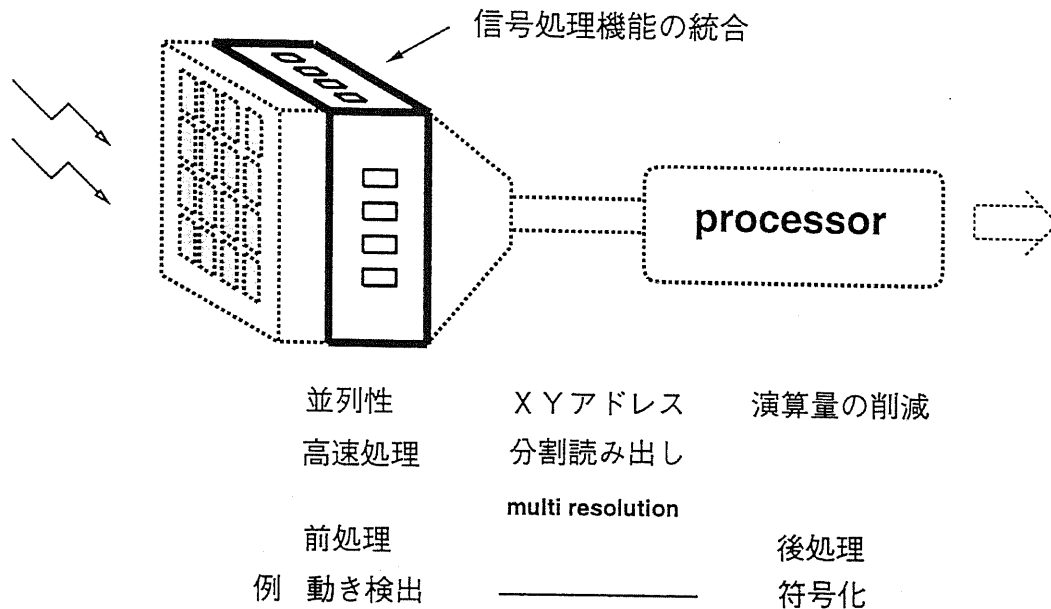 信号処理機能の統合
processor
並列性 XYアドレス 演算量の削減
高速処理 分割読み出し
multi resolution
前処理 後処理
例 動き検出 符号化